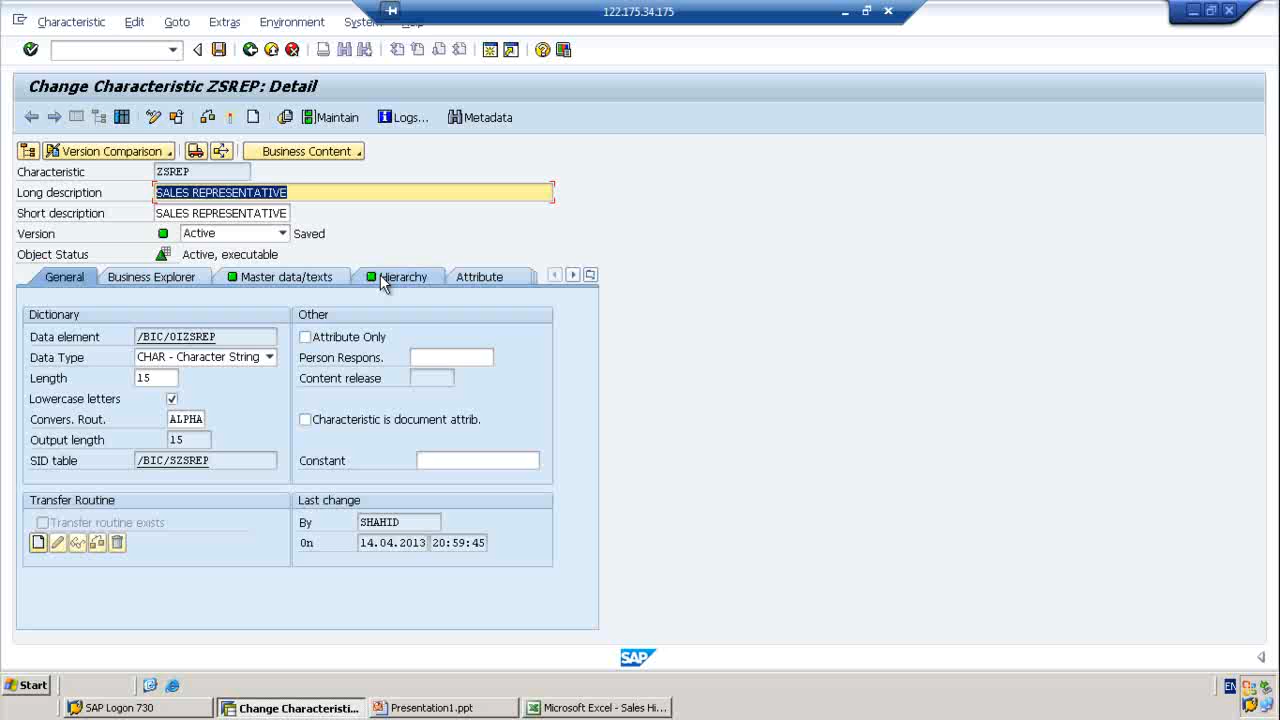 122.175.34.175
Characteristic Edit Goto Extras Environment System
Change Characteristic ZSREP: Detail
Maintain Logs... Metadata
Version Comparison Business Content
Characteristic ZSREP
Long description SALES REPRESENTATIVE
Short description SALES REPRESENTATIVE
Version Active Saved
Object Status Active, executable
General Business Explorer Master data/texts Hierarchy Attribute
Dictionary Other
Data element /BIC/OIZSREP Attribute Only
Data Type CHAR - Character String Person Respons.
Length 15 Content release
Lowercase letters
Convers. Rout. ALPHA Characteristic is document attrib.
Output length 15
SID table /BIC/SZSREP Constant
Transfer Routine Last change
Transfer routine exists By SHAHID
On 14.04.2013 20:59:45
SAP
Start EN
SAP Logon 730 Change Characteristi... Presentation1.ppt Microsoft Excel - Sales Hi...